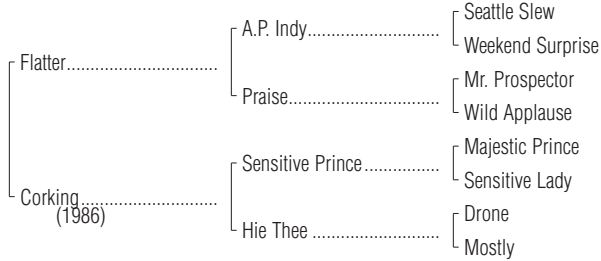 Seattle Slew
A.P. Indy
Weekend Surprise
Flatter
Mr. Prospector
Praise
Wild Applause
Majestic Prince
Sensitive Prince
Sensitive Lady
Corking
(1986)
Drone
Hie Thee
Mostly